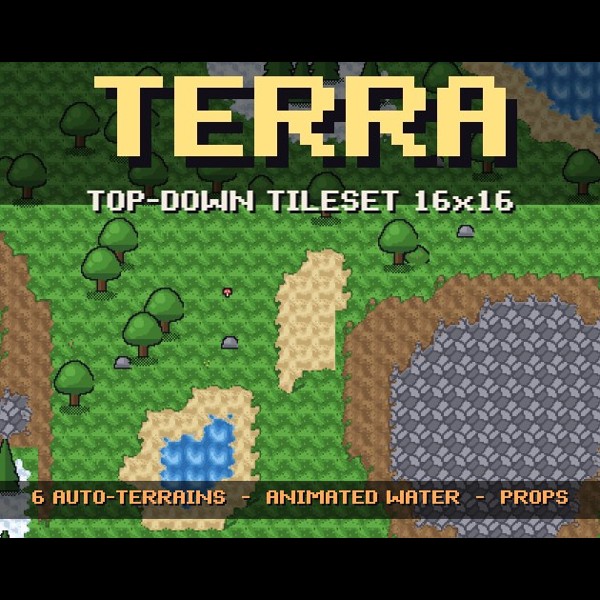 TERRA
TOP-DOWN TILESET 16x16
6 AUTO-TERRAINS - ANIMATED WATER - PROPS